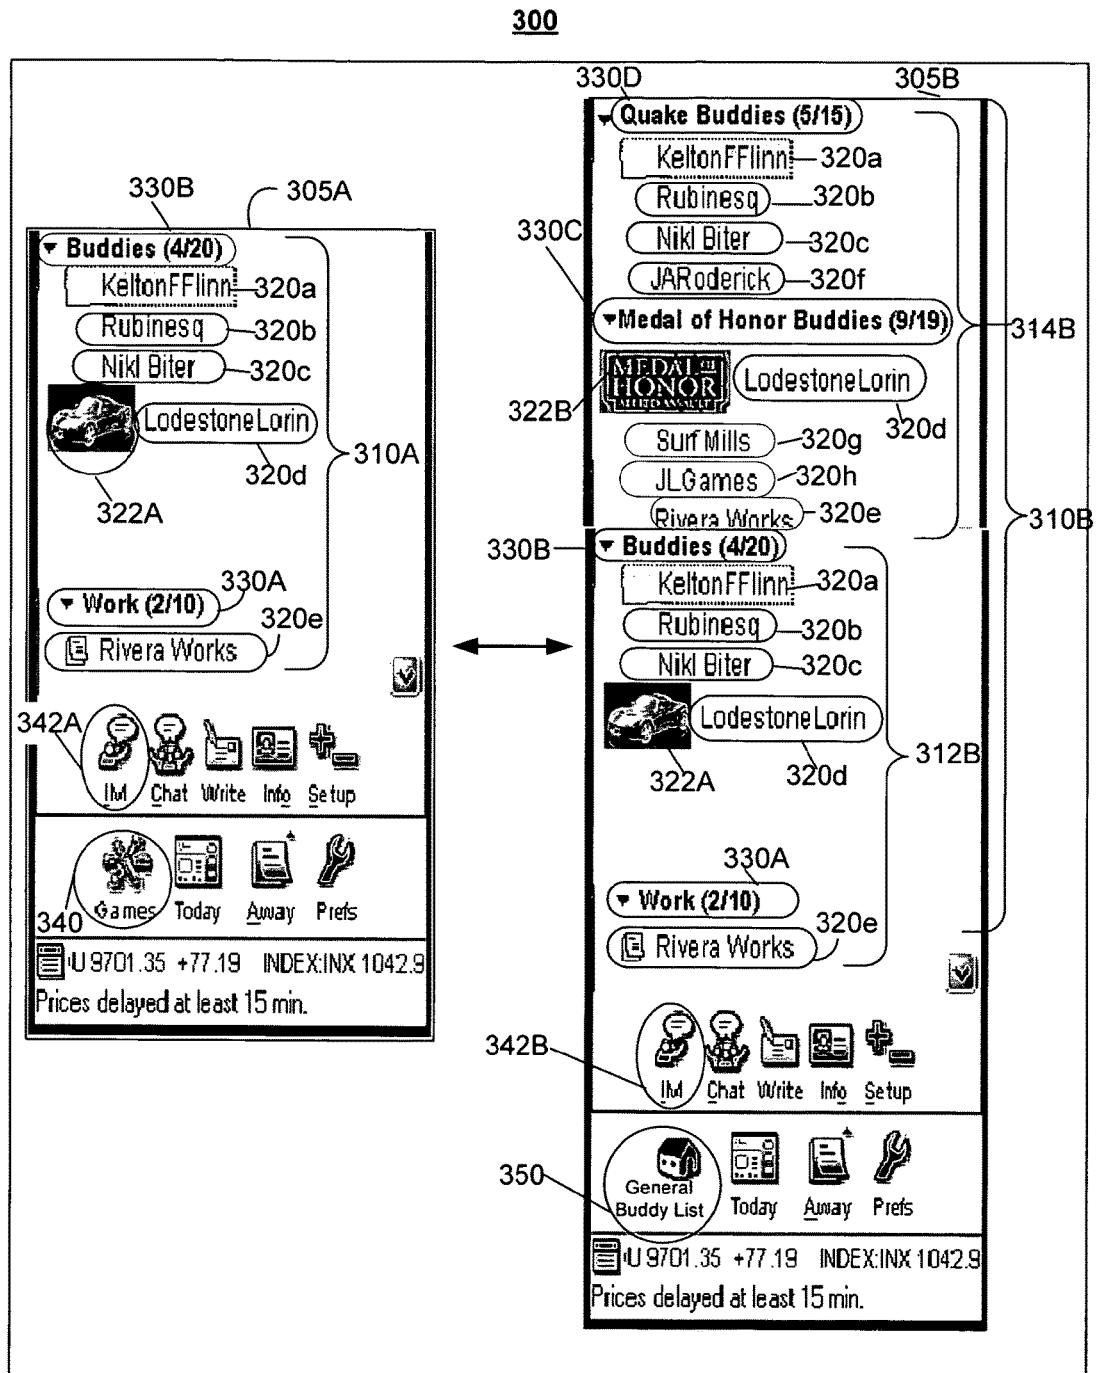 300
330B
305A
Buddies (4/20)
KeltonFFlinn
320a
Rubinesq
320b
Nikl Biter
320c
LodestoneLorin
310A
320d
322A
330A
Work (2/10)
320e
Rivera Works
342A
IM Chat Write Info Setup
340
Games Today Away Prefs
U 9701.35 +77.19 INDEX:INX 1042.9
Prices delayed at least 15 min.
330D
305B
Quake Buddies (5/15)
KeltonFFlinn
320a
Rubinesq
320b
330C
Nikl Biter
320c
JARoderick
320f
Medal of Honor Buddies (9/19)
314B
MEDAL OF
HONOR
ALLIED ASSAULT
LodestoneLorin
322B
320d
Surf Mills
320g
JLGames
320h
Rivera Works
320e
310B
330B
Buddies (4/20)
KeltonFFlinn
320a
Rubinesq
320b
Nikl Biter
320c
LodestoneLorin
312B
322A
320d
330A
Work (2/10)
320e
Rivera Works
342B
IM Chat Write Info Setup
350
General
Buddy List
Today Away Prefs
U 9701.35 +77.19 INDEX:INX 1042.9
Prices delayed at least 15 min.